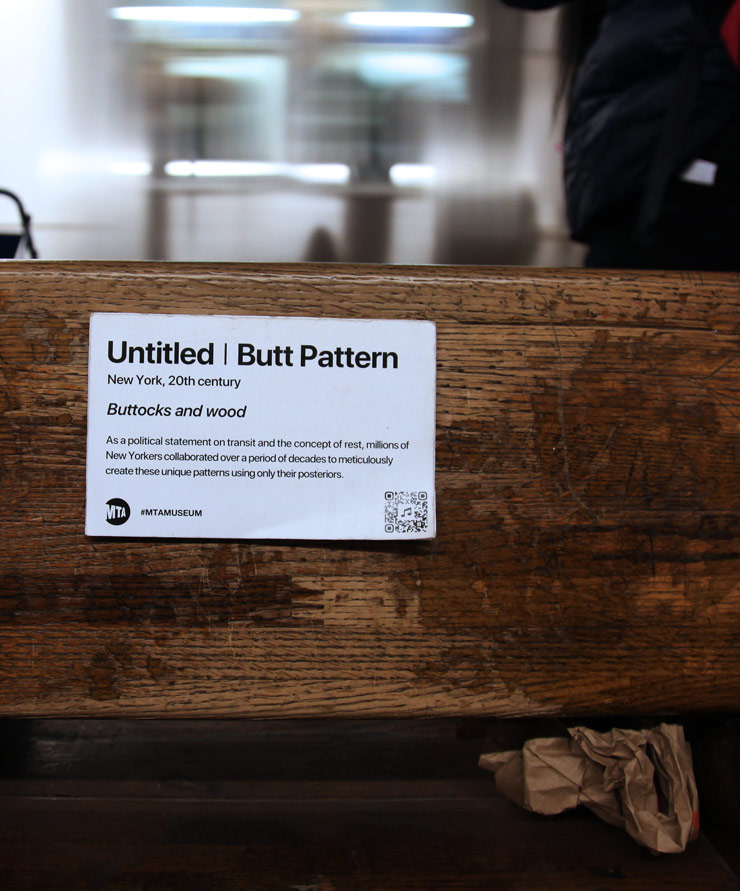 Untitled | Butt Pattern
New York, 20th century
Buttocks and wood
As a political statement on transit and the concept of rest, millions of
New Yorkers collaborated over a period of decades to meticulously
create these unique patterns using only their posteriors.
MTA #MTAMUSEUM